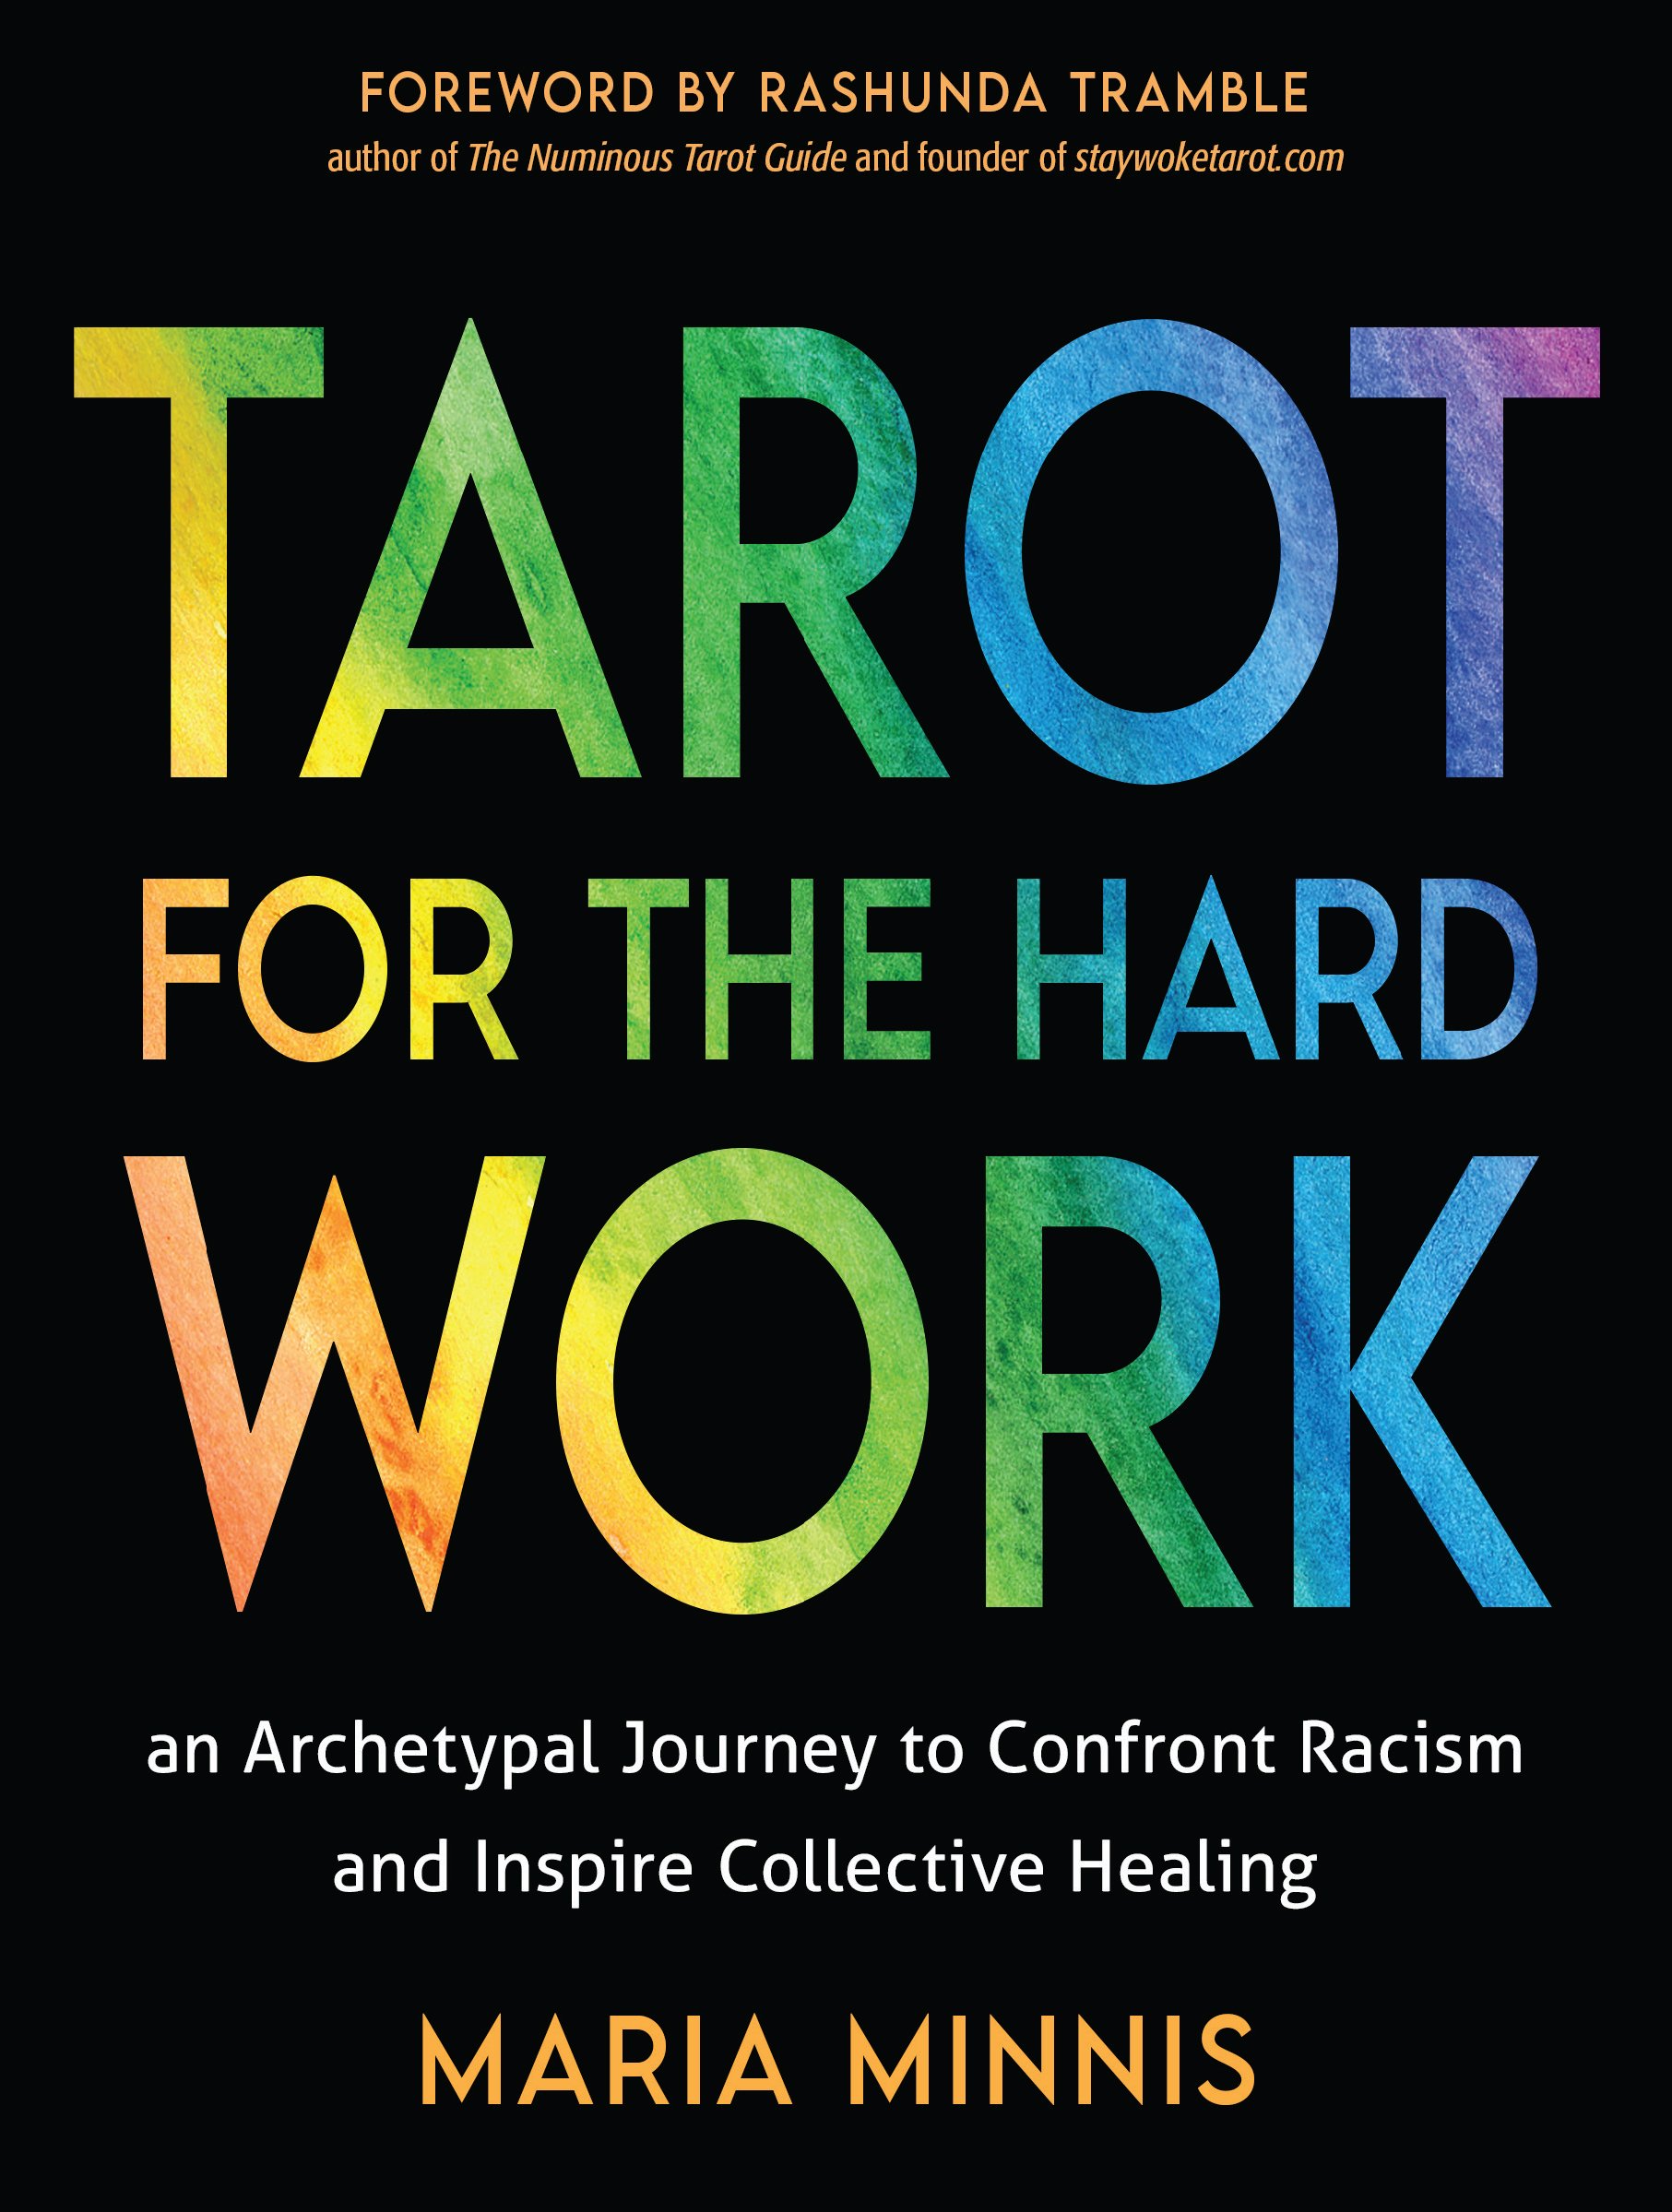 FOREWORD BY RASHUNDA TRAMBLE
author of The Numinous Tarot Guide and founder of staywoketarot.com
TAROT
FOR THE HARD
WORK
an Archetypal Journey to Confront Racism
and Inspire Collective Healing
MARIA MINNIS